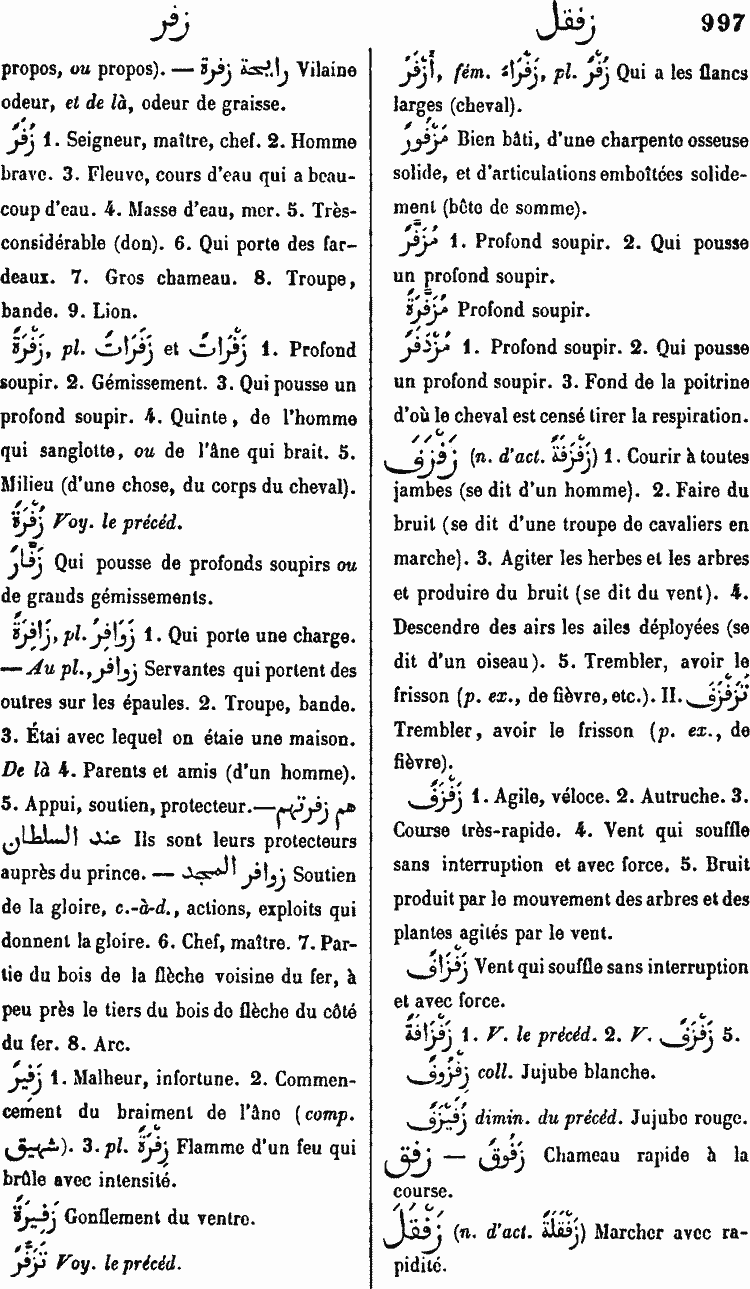 زفر
زفقل
997
propos, ou propos). — رايحة زفرة Vilaine
odeur, et de là, odeur de graisse.
زُفَرٌ 1. Seigneur, maître, chef. 2. Homme
brave. 3. Fleuve, cours d'eau qui a beau-
coup d'eau. 4. Masse d'eau, mer. 5. Très-
considérable (don). 6. Qui porte des far-
deaux. 7. Gros chameau. 8. Troupe,
bande. 9. Lion.
زَفْرَةٌ, pl. زَفَرَاتٌ et زَفْرَاتٌ 1. Profond
soupir. 2. Gémissement. 3. Qui pousse un
profond soupir. 4. Quinte, de l'homme
qui sanglotte, ou de l'âne qui brait. 5.
Milieu (d'une chose, du corps du cheval).
زُفْرَةٌ Voy. le précéd.
زَفَّارٌ Qui pousse de profonds soupirs ou
de grands gémissements.
زَافِرَةٌ, pl. زَوَافِرُ 1. Qui porte une charge.
— Au pl., زوافر Servantes qui portent des
outres sur les épaules. 2. Troupe, bande.
3. Étai avec lequel on étaie une maison.
De là 4. Parents et amis (d'un homme).
5. Appui, soutien, protecteur.— هم زفرتهم
عند السلطان Ils sont leurs protecteurs
auprès du prince. — زوافر المجد Soutien
de la gloire, c.-à-d., actions, exploits qui
donnent la gloire. 6. Chef, maître. 7. Par-
tie du bois de la flèche voisine du fer, à
peu près le tiers du bois de flèche du côté
du fer. 8. Arc.
زَفِيرٌ 1. Malheur, infortune. 2. Commen-
cement du braiment de l'âne (comp.
شهيق). 3. pl. زِفَرَةٌ Flamme d'un feu qui
brûle avec intensité.
زَفِيرَةٌ Gonflement du ventre.
تَزَفُّرٌ Voy. le précéd.
أَزْفَرُ, fém. زَفْرَاءُ, pl. زُفْرٌ Qui a les flancs
larges (cheval).
مَزْفُورٌ Bien bâti, d'une charpente osseuse
solide, et d'articulations emboîtées solide-
ment (bête de somme).
مُزَفَّرٌ 1. Profond soupir. 2. Qui pousse
un profond soupir.
مُزَفَّرَةٌ Profond soupir.
مُزْدَفَرٌ 1. Profond soupir. 2. Qui pousse
un profond soupir. 3. Fond de la poitrine
d'où le cheval est censé tirer la respiration.
زَفْزَفَ (n. d'act. زَفْزَفَةٌ) 1. Courir à toutes
jambes (se dit d'un homme). 2. Faire du
bruit (se dit d'une troupe de cavaliers en
marche). 3. Agiter les herbes et les arbres
et produire du bruit (se dit du vent). 4.
Descendre des airs les ailes déployées (se
dit d'un oiseau). 5. Trembler, avoir le
frisson (p. ex., de fièvre, etc.). II. تَزَفْزَفَ
Trembler, avoir le frisson (p. ex., de
fièvre).
زَفْزَفٌ 1. Agile, véloce. 2. Autruche. 3.
Course très-rapide. 4. Vent qui souffle
sans interruption et avec force. 5. Bruit
produit par le mouvement des arbres et des
plantes agités par le vent.
زَفْزَافٌ Vent qui souffle sans interruption
et avec force.
زَفْزَافَةٌ 1. V. le précéd. 2. V. زَفْزَفٌ 5.
زُفْزُوفٌ coll. Jujube blanche.
زُفَيْزَفٌ dimin. du précéd. Jujube rouge.
زفق — زَفُوقٌ Chameau rapide à la
course.
زَفْقَلَ (n. d'act. زَفْقَلَةٌ) Marcher avec ra-
pidité.